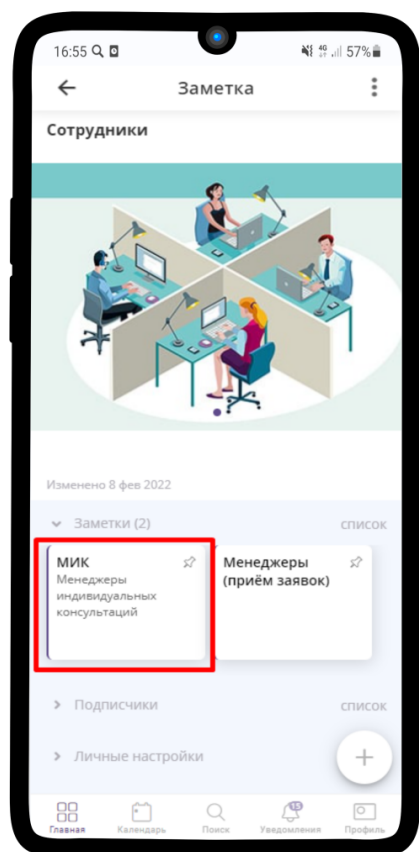 16:55 4G 57%
Заметка
Сотрудники
Изменено 8 фев 2022
Заметки (2) список
МИК
Менеджеры
индивидуальных
консультаций
Менеджеры
(приём заявок)
Подписчики список
Личные настройки
15
Главная Календарь Поиск Уведомления Профиль